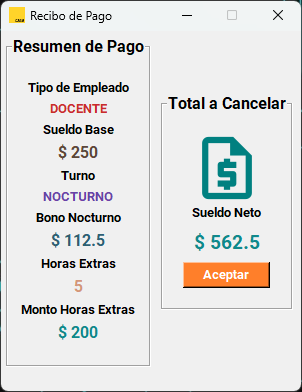 CASH
Recibo de Pago
Resumen de Pago
Tipo de Empleado
DOCENTE
Sueldo Base
$ 250
Turno
NOCTURNO
Bono Nocturno
$ 112.5
Horas Extras
5
Monto Horas Extras
$ 200
Total a Cancelar
$
Sueldo Neto
$ 562.5
Aceptar